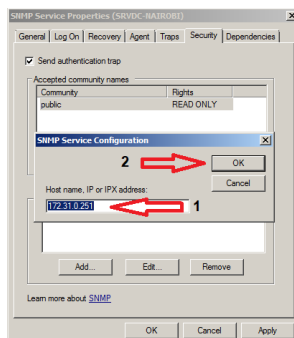 SNMP Service Properties (SRVDC-NAIROBI)
General Log On Recovery Agent Traps Security Dependencies
Send authentication trap
Accepted community names
Community Rights
public READ ONLY
SNMP Service Configuration
2
OK
Cancel
Host name, IP or IPX address:
172.31.0.251
1
Add... Edit... Remove
Learn more about SNMP
OK Cancel Apply